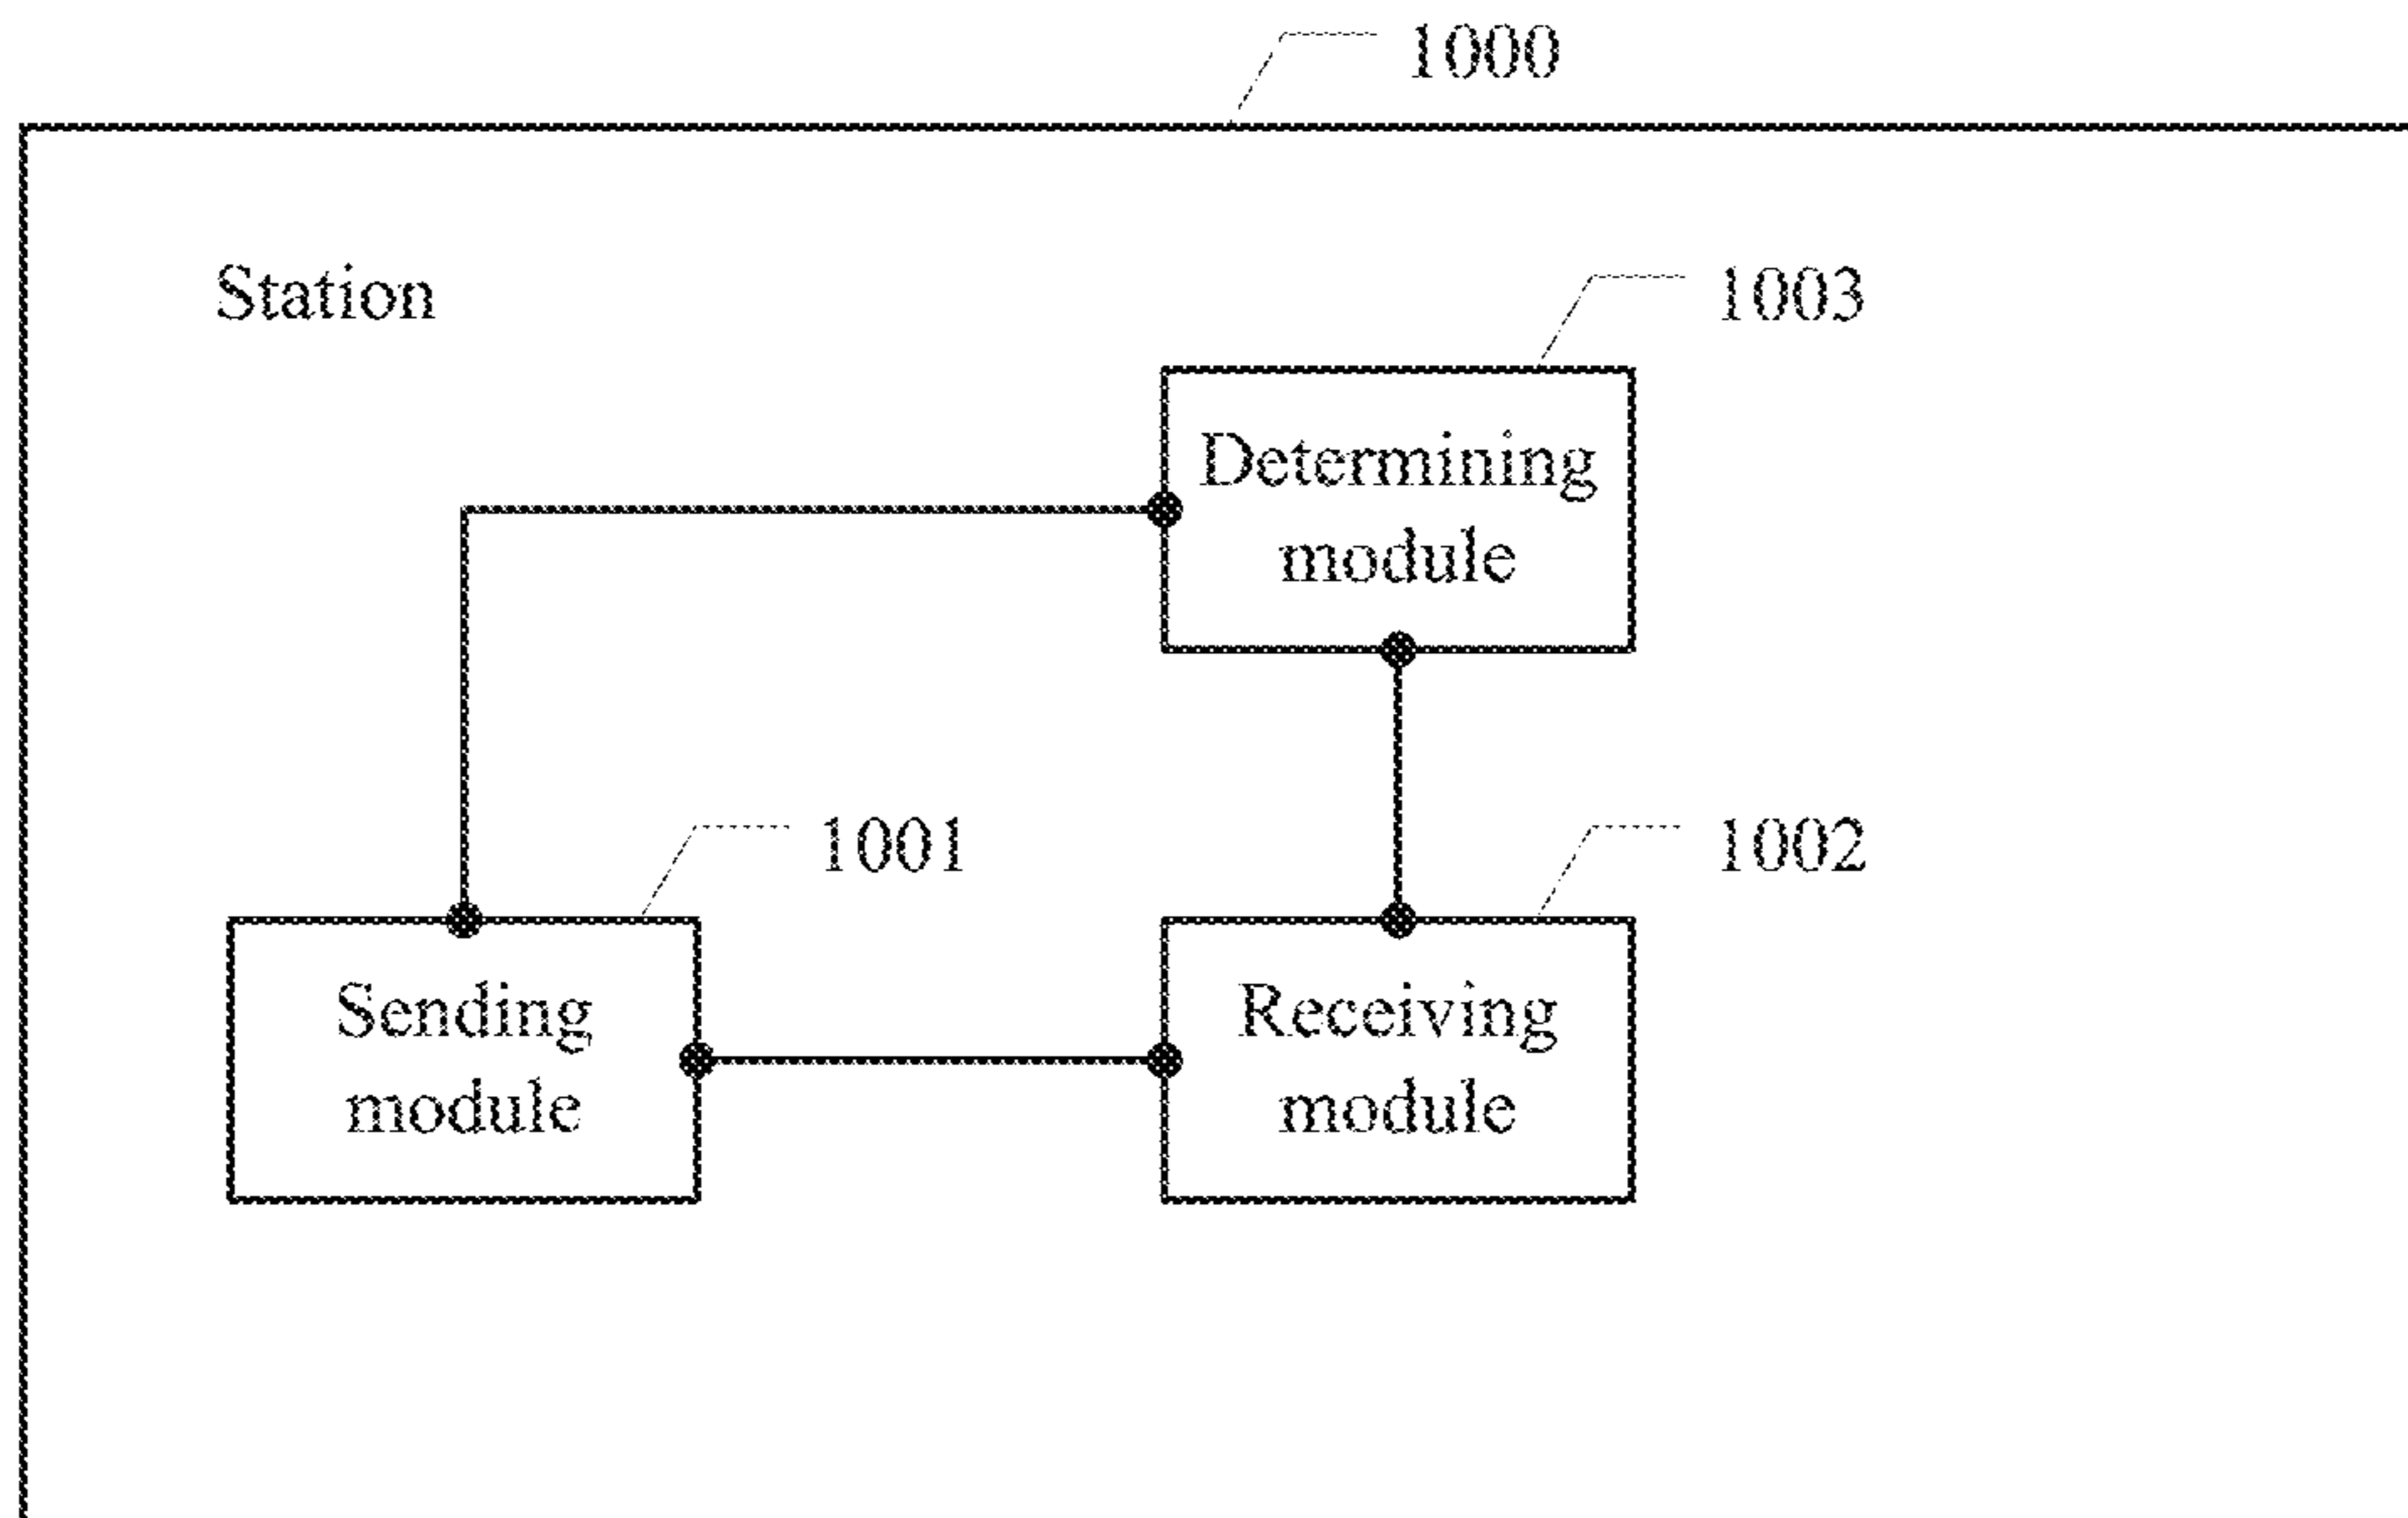 1000
Station
1003
Determining
module
1001
1002
Sending
module
Receiving
module